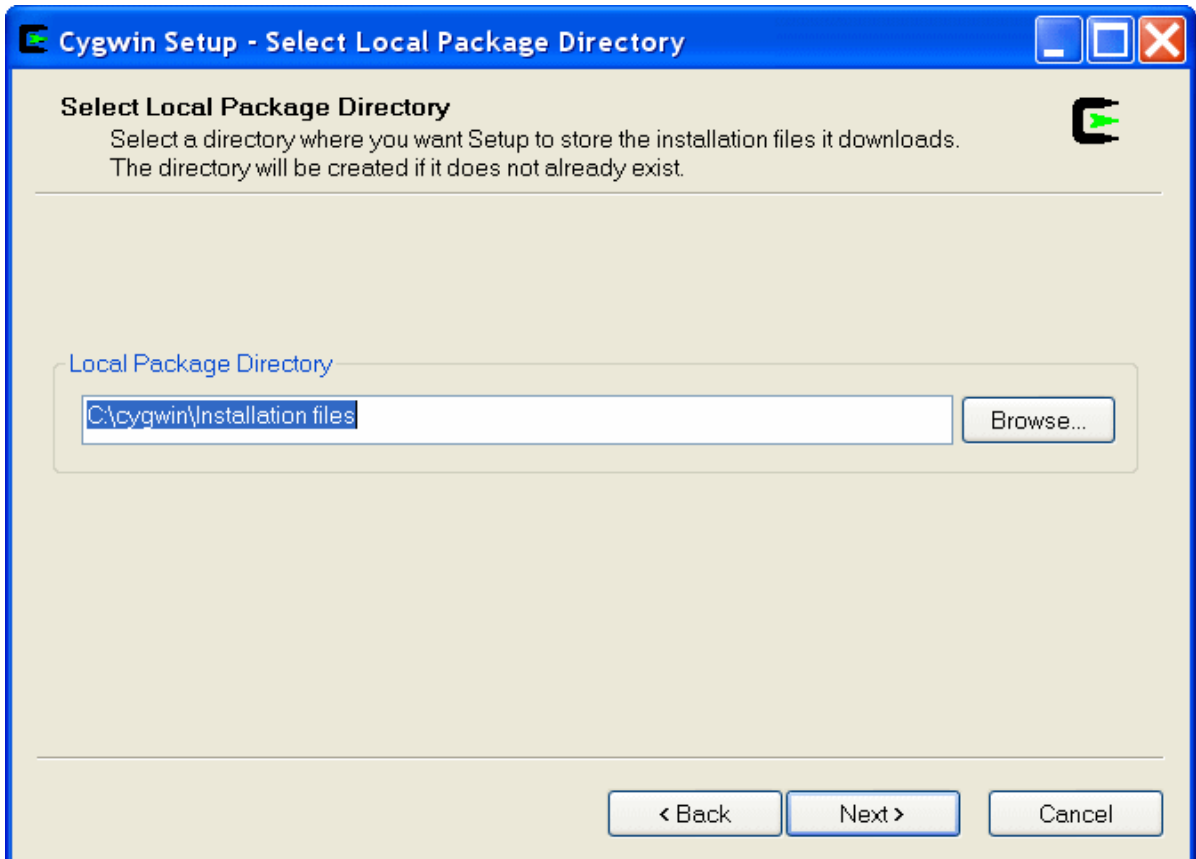 Cygwin Setup - Select Local Package Directory
Select Local Package Directory
Select a directory where you want Setup to store the installation files it downloads.
The directory will be created if it does not already exist.
Local Package Directory
C:\cygwin\Installation files
Browse...
< Back
Next >
Cancel